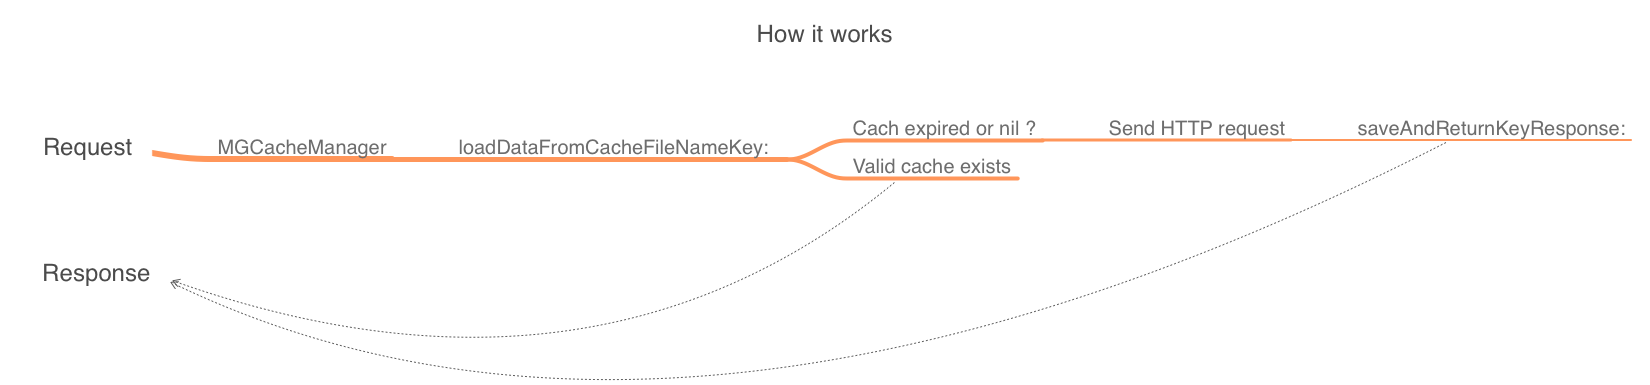 How it works
Request
MGCacheManager
loadDataFromCacheFileNameKey:
Cach expired or nil ?
Send HTTP request
saveAndReturnKeyResponse:
Valid cache exists
Response